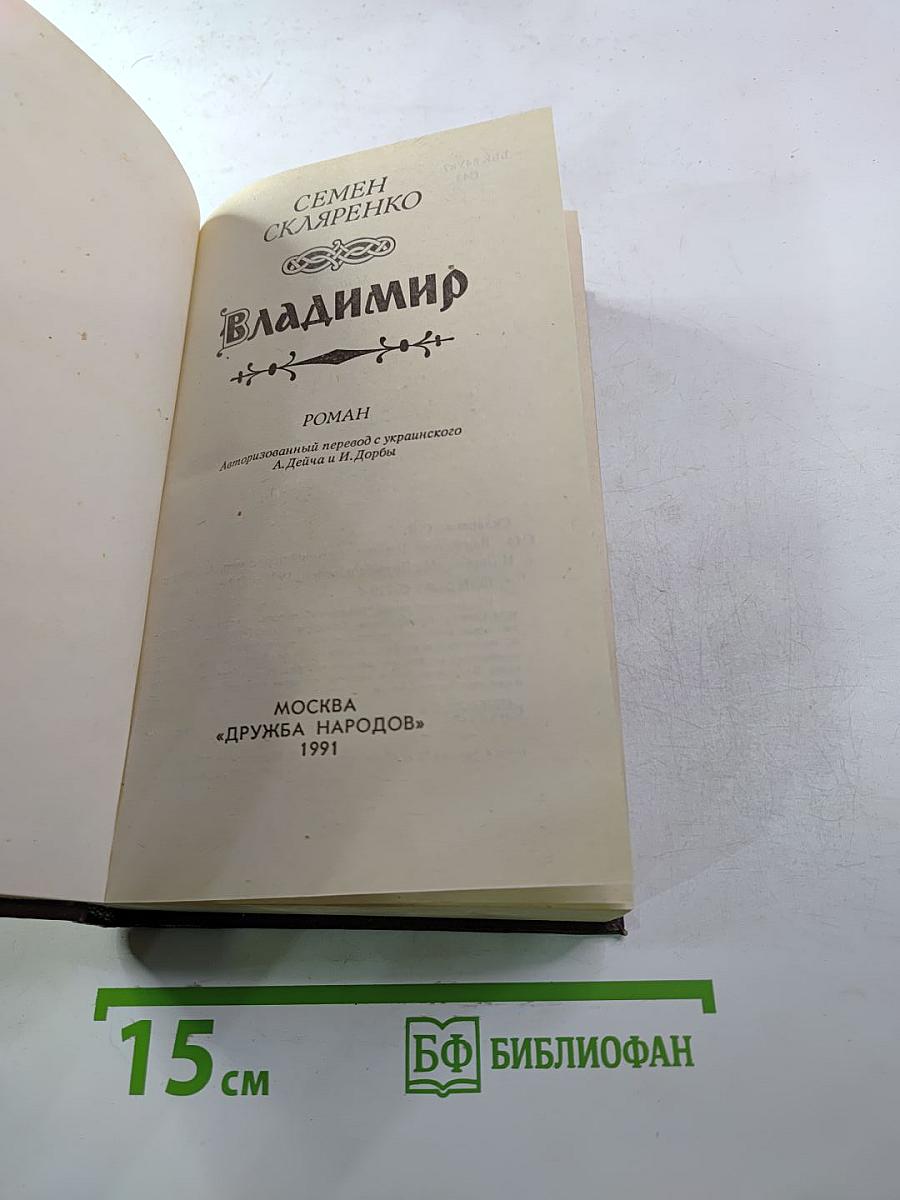 СЕМЕН
СКЛЯРЕНКО
ВЛАДИМИР
РОМАН
Авторизованный перевод с украинского
А. Дейча и И. Дорбы
МОСКВА
«ДРУЖБА НАРОДОВ»
1991
15 см
БФ БИБЛИОФАН